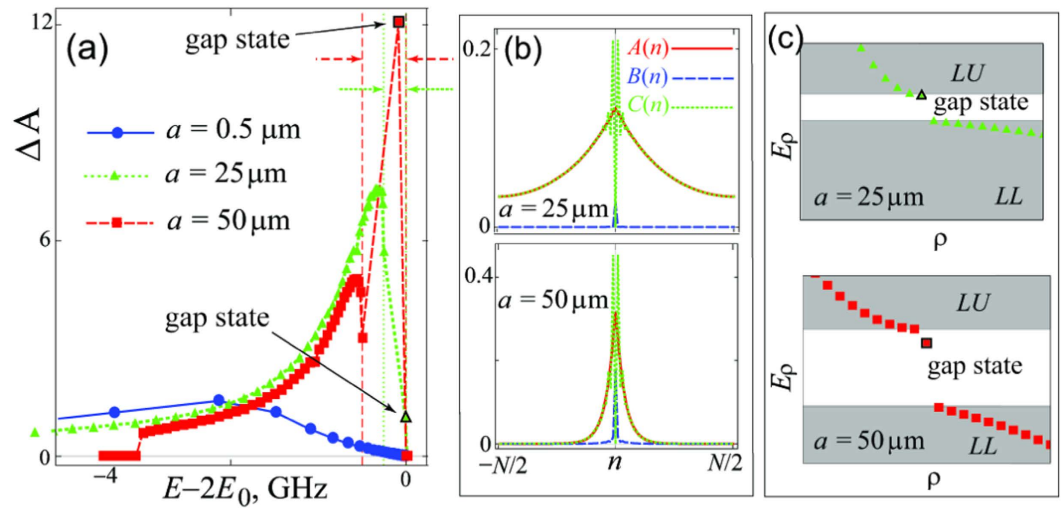 (a)
12
6
0
ΔA
gap state
a = 0.5 μm
a = 25 μm
a = 50 μm
gap state
−4
0
E−2E₀, GHz
(b)
0.2
A(n)
B(n)
C(n)
0
a = 25 μm
0.4
a = 50 μm
0
−N/2
n
N/2
(c)
LU
gap state
Eρ
a = 25 μm
LL
ρ
LU
gap state
Eρ
a = 50 μm
LL
ρ